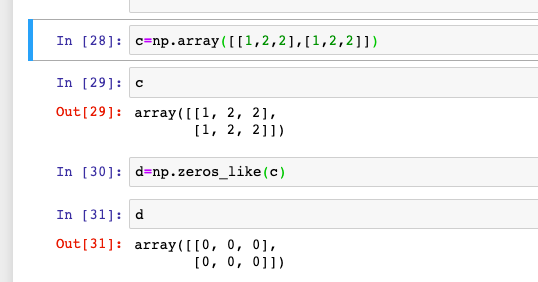 In [28]: c=np.array([[1,2,2],[1,2,2]])
In [29]: c
Out[29]: array([[1, 2, 2],
[1, 2, 2]])
In [30]: d=np.zeros_like(c)
In [31]: d
Out[31]: array([[0, 0, 0],
[0, 0, 0]])